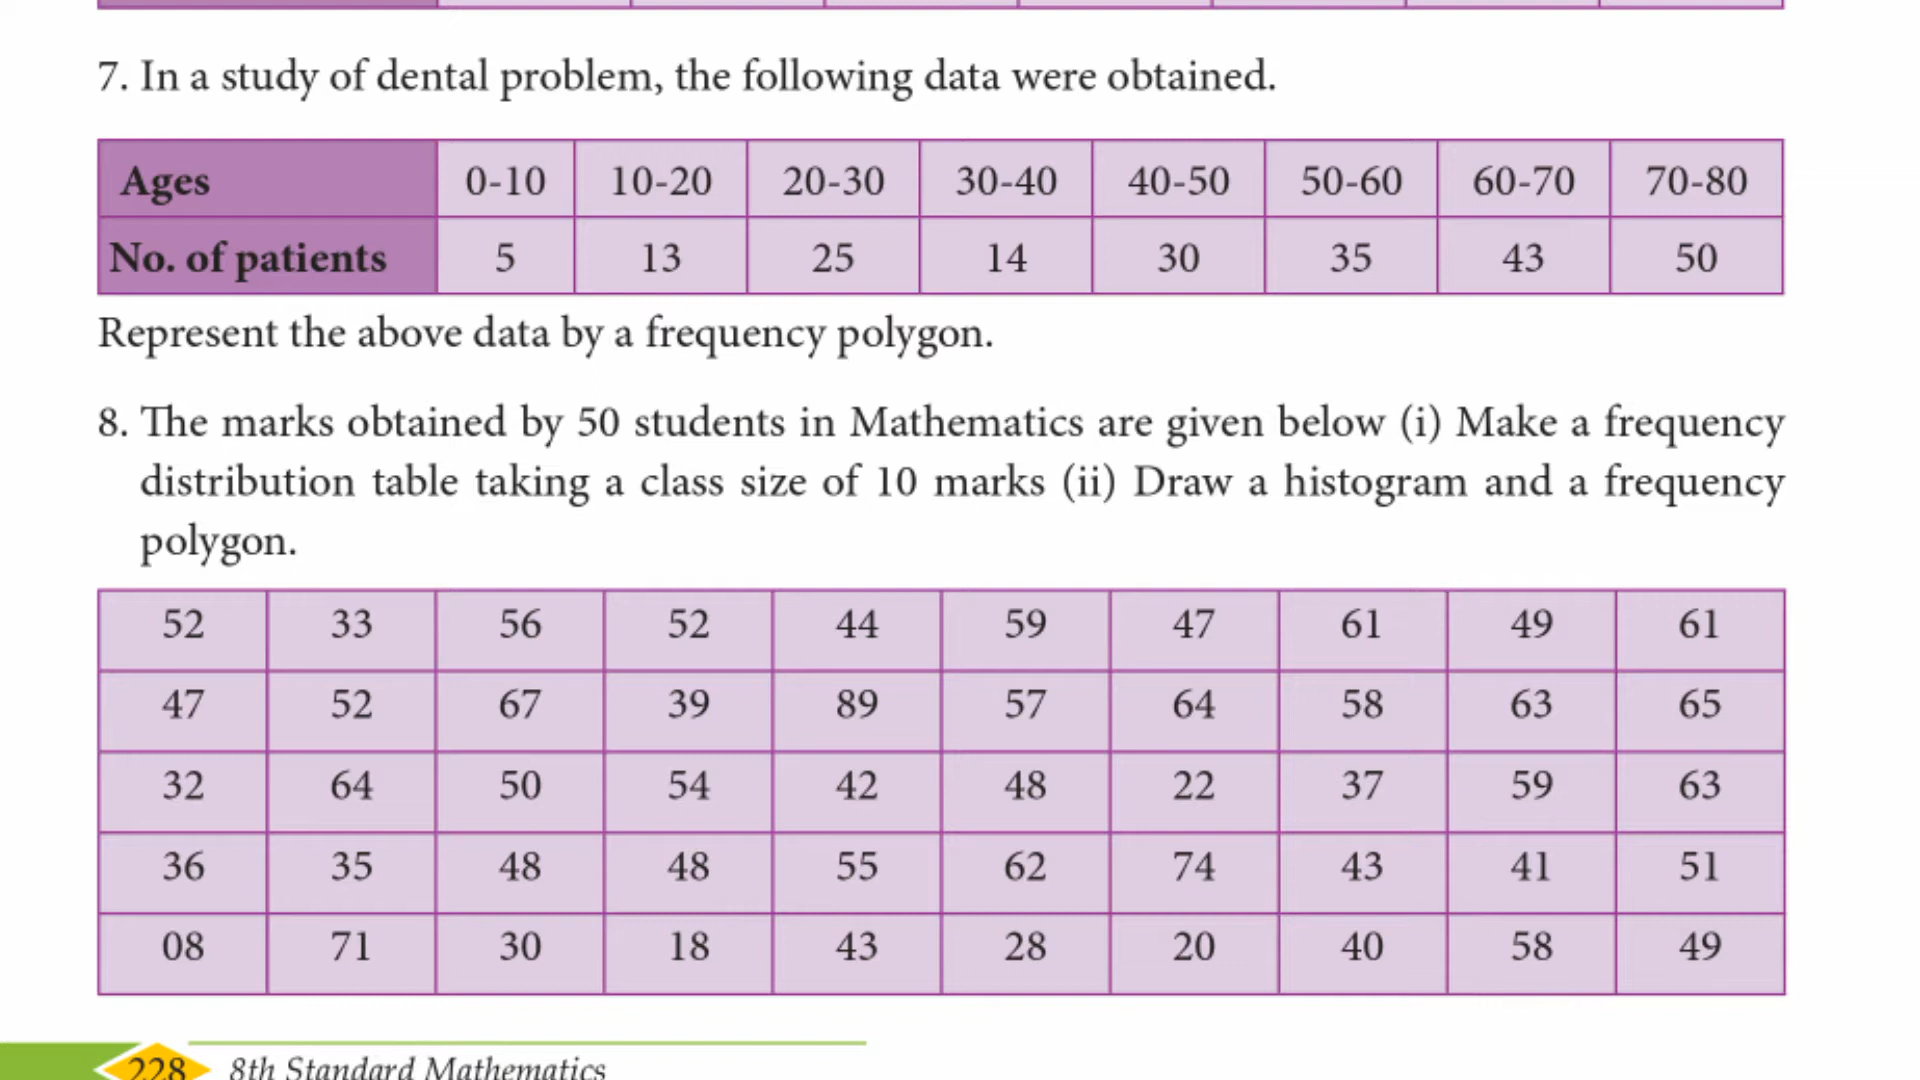 7. In a study of dental problem, the following data were obtained.
Ages 0-10 10-20 20-30 30-40 40-50 50-60 60-70 70-80
No. of patients 5 13 25 14 30 35 43 50
Represent the above data by a frequency polygon.
8. The marks obtained by 50 students in Mathematics are given below (i) Make a frequency
distribution table taking a class size of 10 marks (ii) Draw a histogram and a frequency
polygon.
52 33 56 52 44 59 47 61 49 61
47 52 67 39 89 57 64 58 63 65
32 64 50 54 42 48 22 37 59 63
36 35 48 48 55 62 74 43 41 51
08 71 30 18 43 28 20 40 58 49
228 8th Standard Mathematics